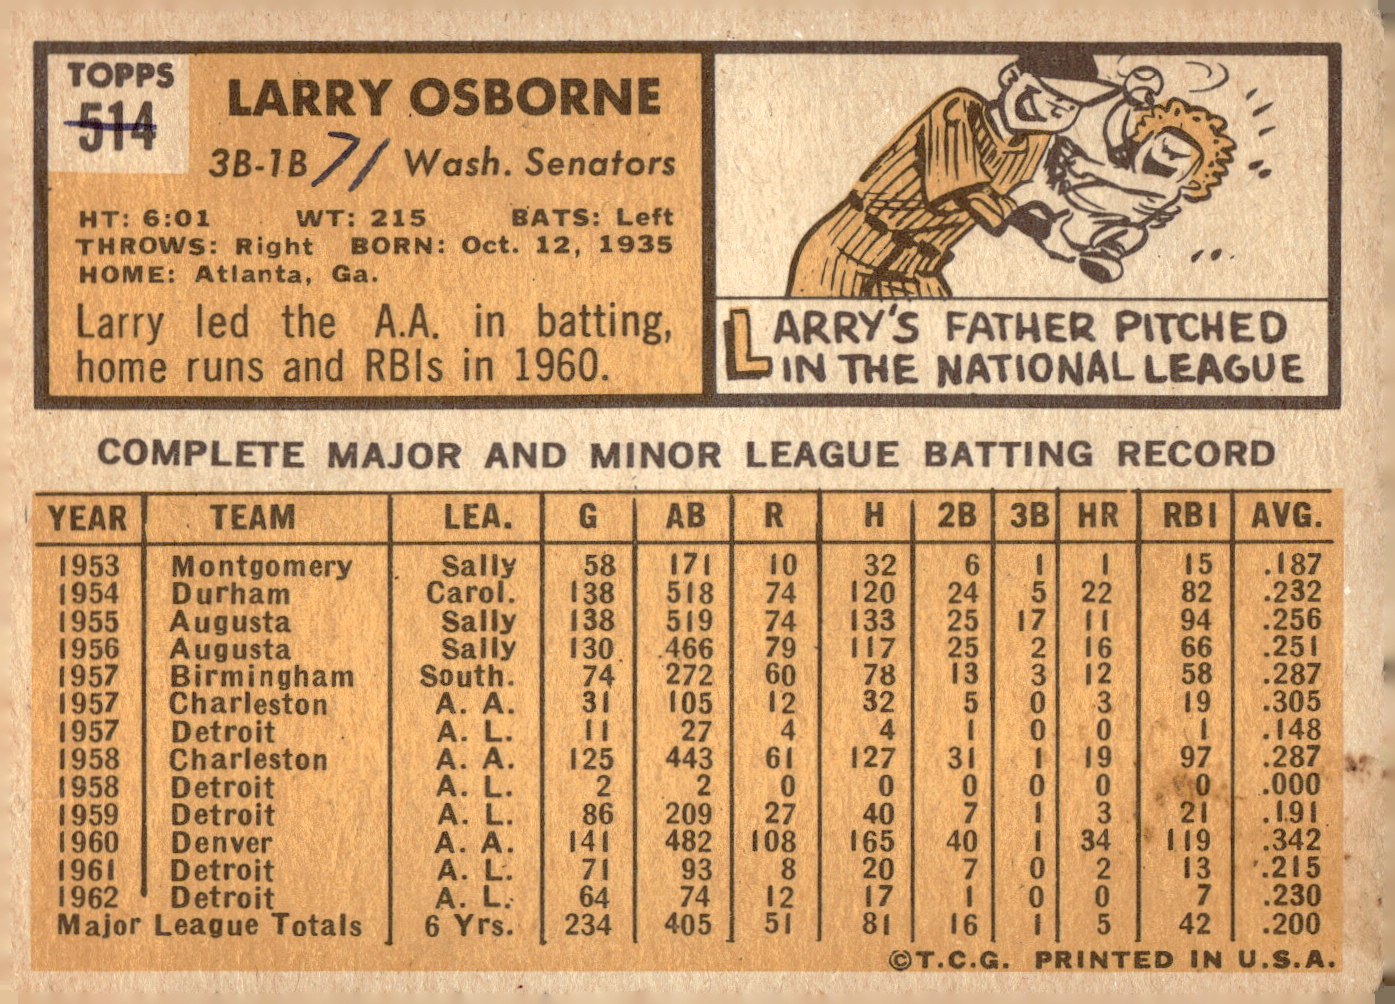 TOPPS
514
LARRY OSBORNE
3B-1B 71 Wash. Senators
HT: 6:01 WT: 215 BATS: Left
THROWS: Right BORN: Oct. 12, 1935
HOME: Atlanta, Ga.
Larry led the A.A. in batting,
home runs and RBIs in 1960.
LARRY'S FATHER PITCHED
IN THE NATIONAL LEAGUE
COMPLETE MAJOR AND MINOR LEAGUE BATTING RECORD
YEAR TEAM LEA. G AB R H 2B 3B HR RBI AVG.
1953 Montgomery Sally 58 171 10 32 6 1 1 15 .187
1954 Durham Carol. 138 518 74 120 24 5 22 82 .232
1955 Augusta Sally 138 519 74 133 25 17 11 94 .256
1956 Augusta Sally 130 466 79 117 25 2 16 66 .251
1957 Birmingham South. 74 272 60 78 13 3 12 58 .287
1957 Charleston A. A. 31 105 12 32 5 0 3 19 .305
1957 Detroit A. L. 11 27 4 4 1 0 0 1 .148
1958 Charleston A. A. 125 443 61 127 31 1 19 97 .287
1958 Detroit A. L. 2 2 0 0 0 0 0 0 .000
1959 Detroit A. L. 86 209 27 40 7 1 3 21 .191
1960 Denver A. A. 141 482 108 165 40 1 34 119 .342
1961 Detroit A. L. 71 93 8 20 7 0 2 13 .215
1962 Detroit A. L. 64 74 12 17 1 0 0 7 .230
Major League Totals 6 Yrs. 234 405 51 81 16 1 5 42 .200
©T.C.G. PRINTED IN U.S.A.